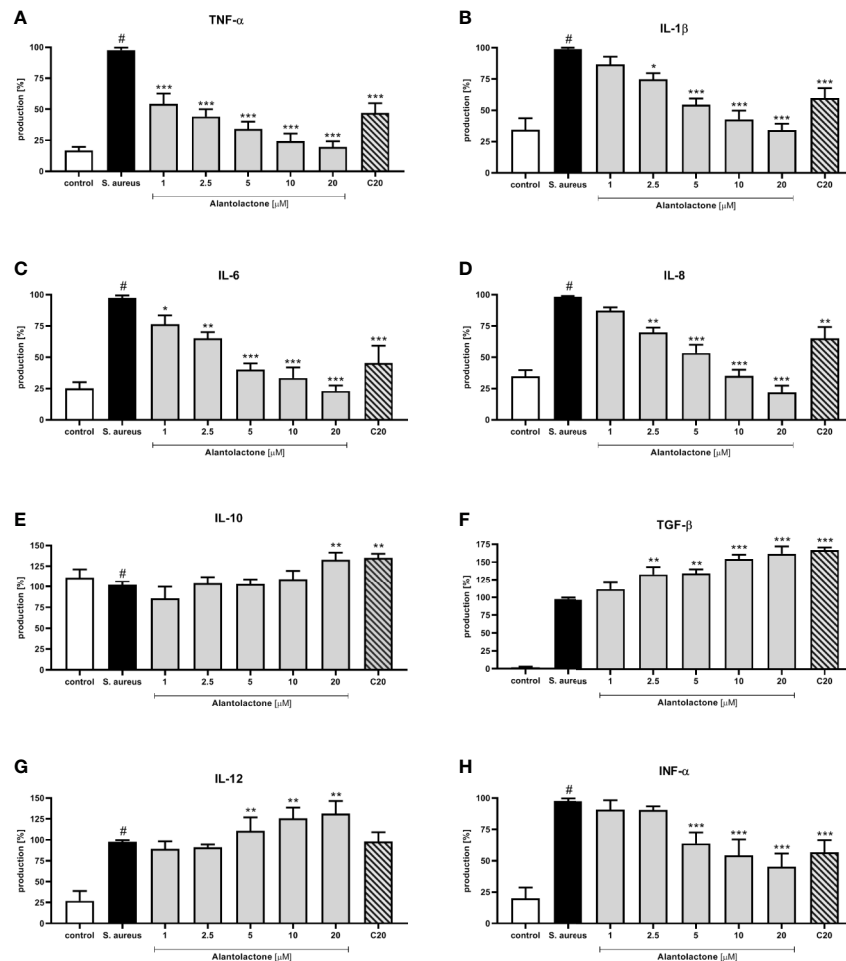 A
TNF-α
production [%]
100
75
50
25
0
#
***
***
***
***
***
***
control
S. aureus
1
2.5
5
10
20
C20
Alantolactone [μM]
B
IL-1β
production [%]
100
75
50
25
0
#
*
***
***
***
***
control
S. aureus
1
2.5
5
10
20
C20
Alantolactone [μM]
C
IL-6
production [%]
100
75
50
25
0
#
*
**
***
***
***
***
control
S. aureus
1
2.5
5
10
20
C20
Alantolactone [μM]
D
IL-8
production [%]
100
75
50
25
0
#
**
***
***
***
**
control
S. aureus
1
2.5
5
10
20
C20
Alantolactone [μM]
E
IL-10
production [%]
150
125
100
75
50
25
0
#
**
**
control
S. aureus
1
2.5
5
10
20
C20
Alantolactone [μM]
F
TGF-β
production [%]
175
150
125
100
75
50
25
0
**
**
***
***
***
control
S. aureus
1
2.5
5
10
20
C20
Alantolactone [μM]
G
IL-12
production [%]
150
125
100
75
50
25
0
#
**
**
**
control
S. aureus
1
2.5
5
10
20
C20
Alantolactone [μM]
H
INF-α
production [%]
100
75
50
25
0
#
***
***
***
***
control
S. aureus
1
2.5
5
10
20
C20
Alantolactone [μM]